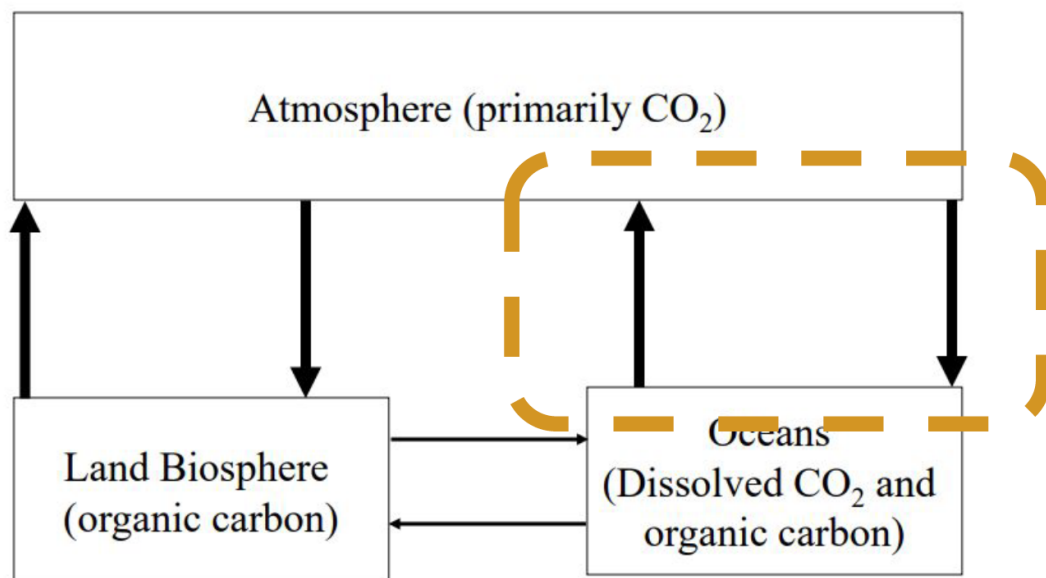 Atmosphere (primarily CO₂)
Land Biosphere
(organic carbon)
Oceans
(Dissolved CO₂ and
organic carbon)